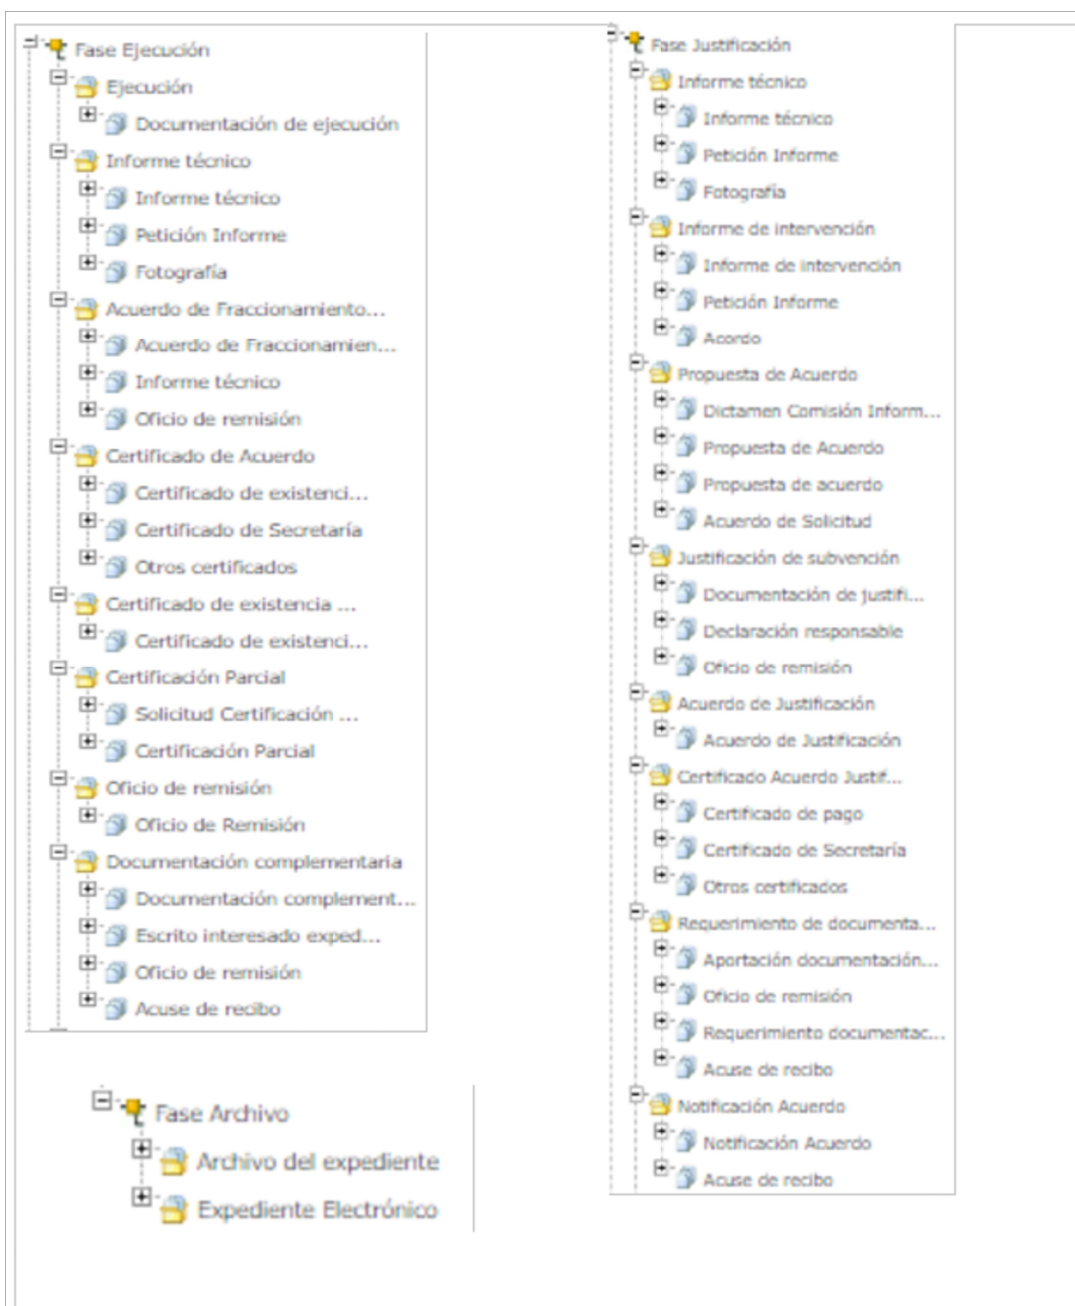 Fase Ejecución
Ejecución
Documentación de ejecución
Informe técnico
Informe técnico
Petición Informe
Fotografía
Acuerdo de Fraccionamiento...
Acuerdo de Fraccionamien...
Informe técnico
Oficio de remisión
Certificado de Acuerdo
Certificado de existenci...
Certificado de Secretaría
Otros certificados
Certificado de existencia ...
Certificado de existenci...
Certificación Parcial
Solicitud Certificación ...
Certificación Parcial
Oficio de remisión
Oficio de Remisión
Documentación complementaria
Documentación complement...
Escrito interesado exped...
Oficio de remisión
Acuse de recibo
Fase Archivo
Archivo del expediente
Expediente Electrónico
Fase Justificación
Informe técnico
Informe técnico
Petición Informe
Fotografía
Informe de intervención
Informe de intervención
Petición Informe
Acordo
Propuesta de Acuerdo
Dictamen Comisión Inform...
Propuesta de Acuerdo
Propuesta de acuerdo
Acuerdo de Solicitud
Justificación de subvención
Documentación de justifi...
Declaración responsable
Oficio de remisión
Acuerdo de Justificación
Acuerdo de Justificación
Certificado Acuerdo Justif...
Certificado de pago
Certificado de Secretaría
Otros certificados
Requerimiento de documenta...
Aportación documentación...
Oficio de remisión
Requerimiento documentac...
Acuse de recibo
Notificación Acuerdo
Notificación Acuerdo
Acuse de recibo